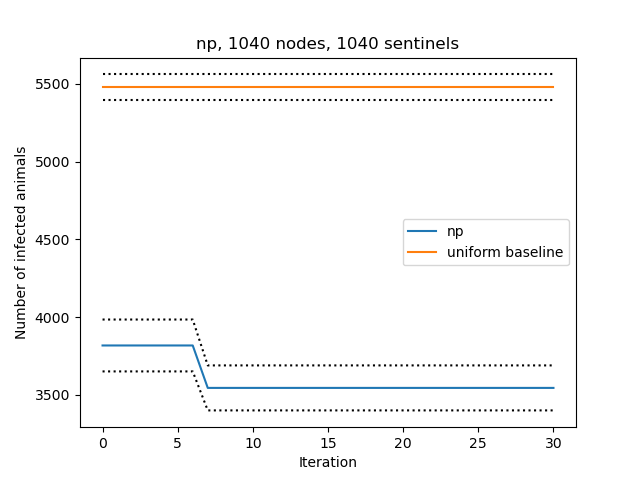 np, 1040 nodes, 1040 sentinels
Number of infected animals
5500
5000
4500
4000
3500
np
uniform baseline
0 5 10 15 20 25 30
Iteration